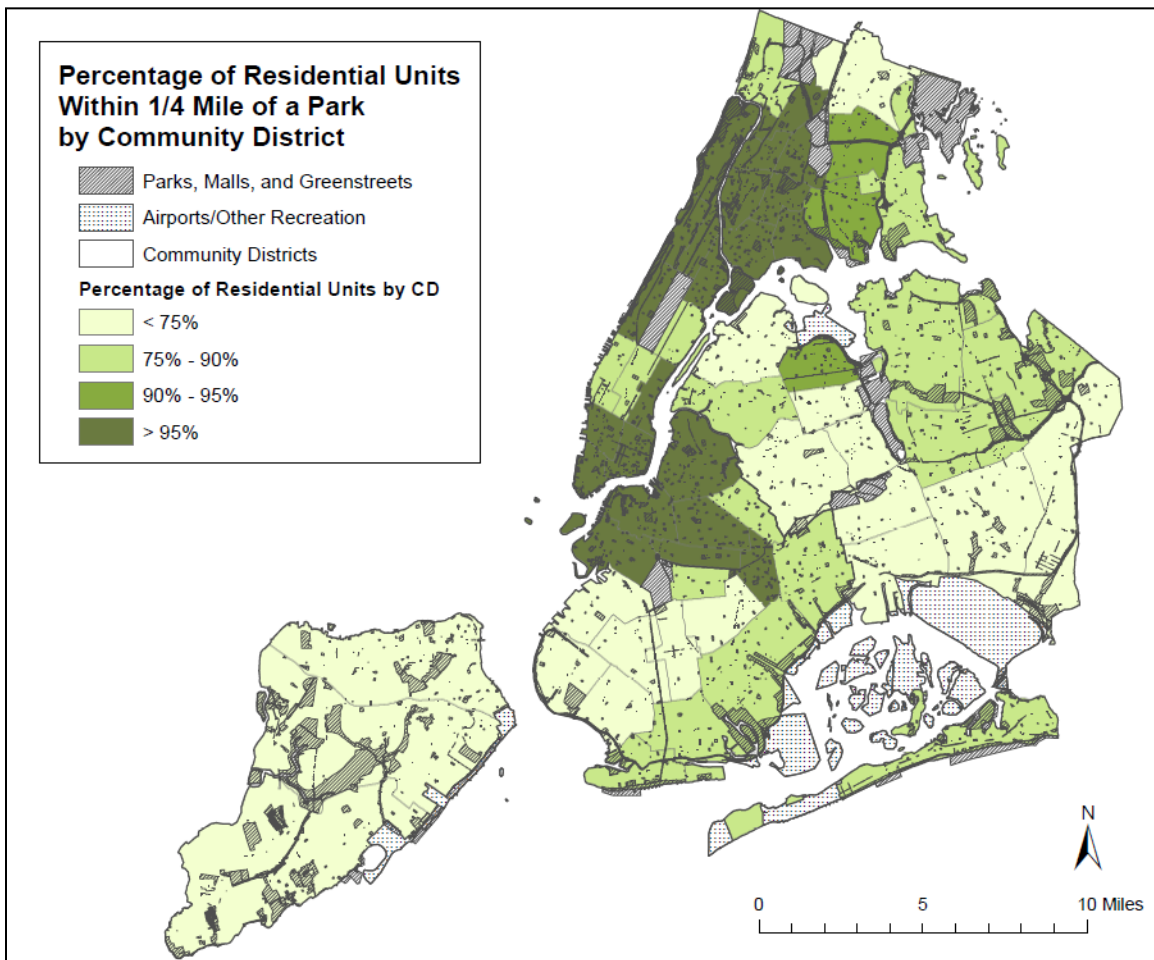 Percentage of Residential Units
Within 1/4 Mile of a Park
by Community District
Parks, Malls, and Greenstreets
Airports/Other Recreation
Community Districts
Percentage of Residential Units by CD
< 75%
75% - 90%
90% - 95%
> 95%
N
0 5 10 Miles